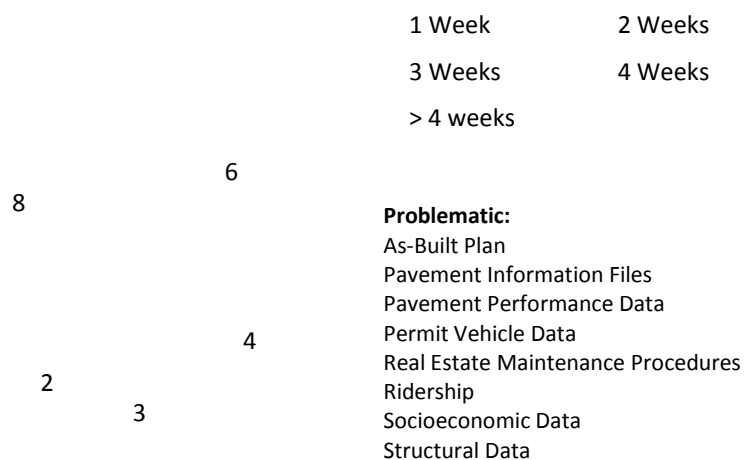 1 Week 2 Weeks
3 Weeks 4 Weeks
> 4 weeks
6
8
Problematic:
As-Built Plan
Pavement Information Files
Pavement Performance Data
4
Permit Vehicle Data
Real Estate Maintenance Procedures
2
Ridership
3
Socioeconomic Data
Structural Data